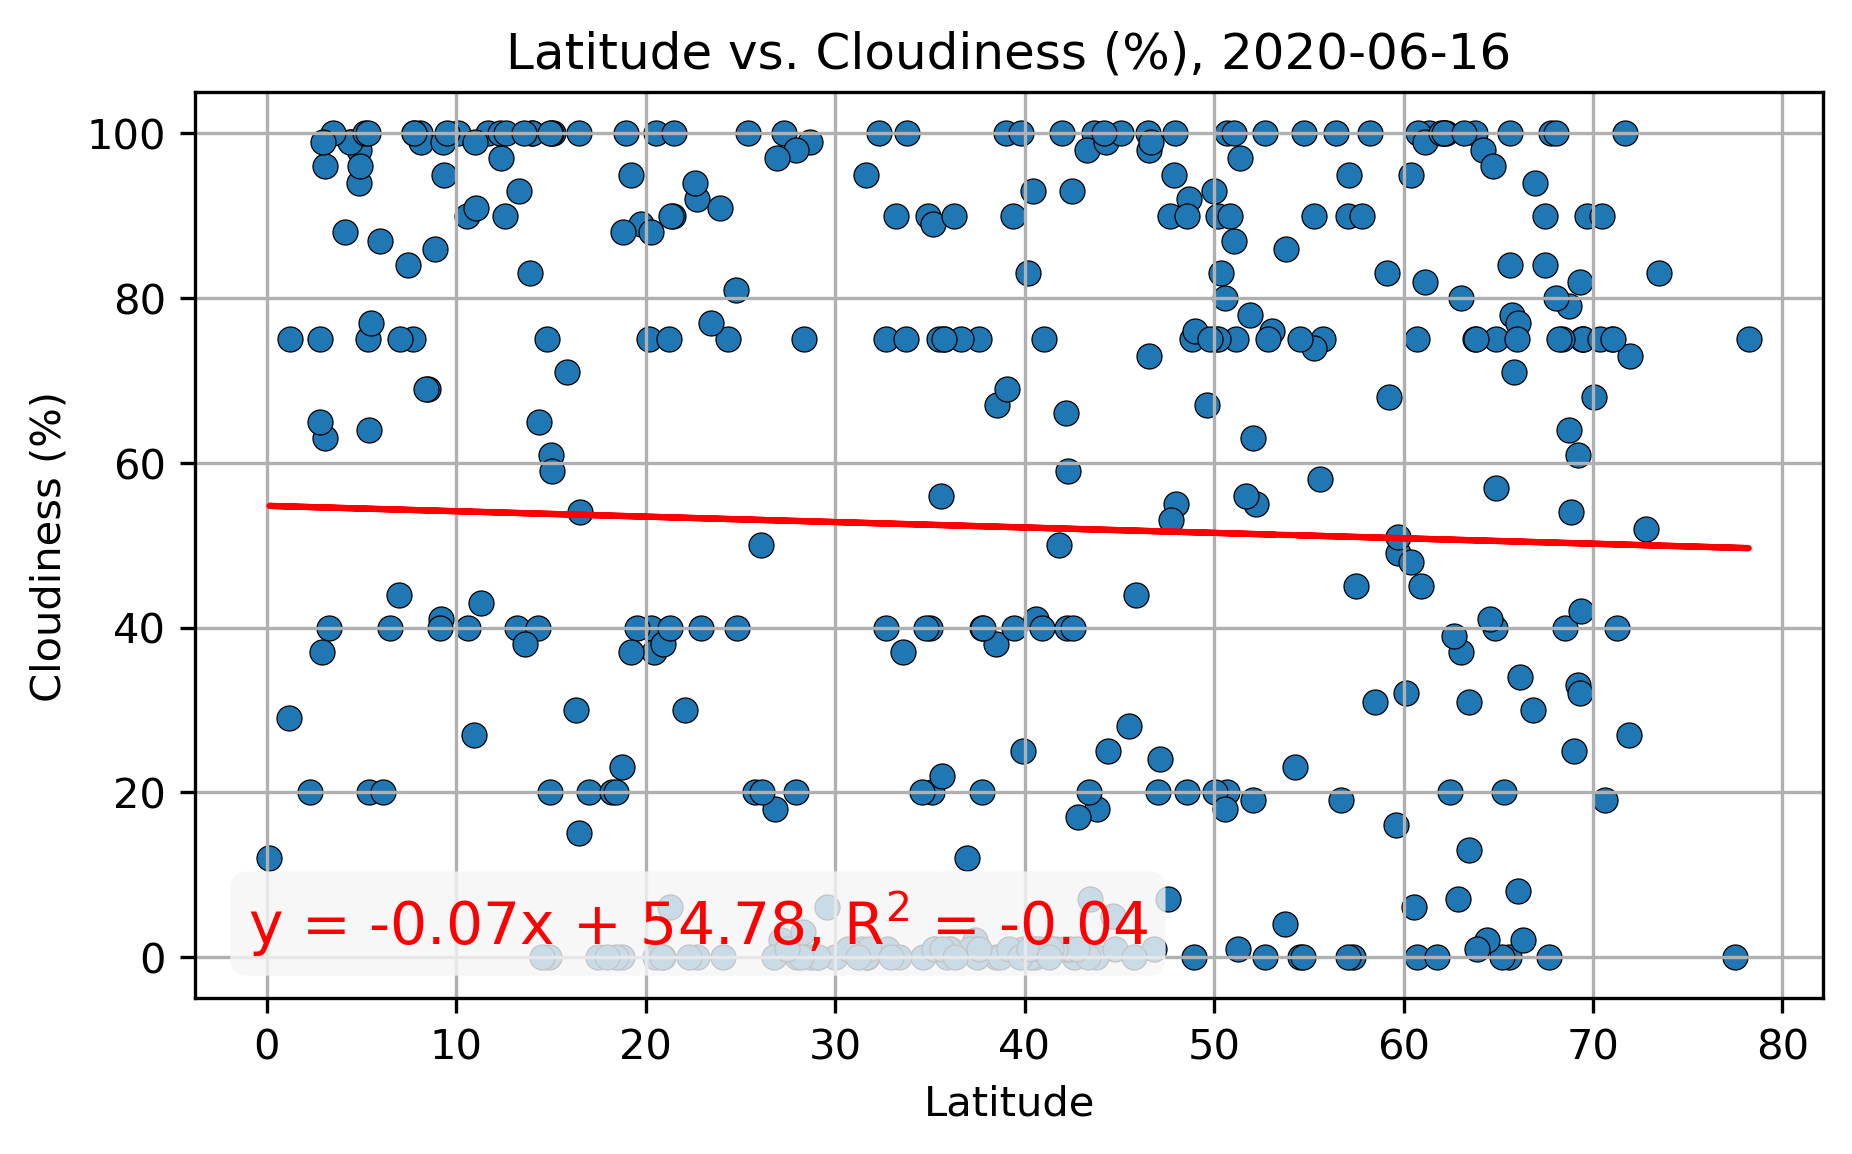 Latitude vs. Cloudiness (%), 2020-06-16
Cloudiness (%)
100
80
60
40
20
0
y = -0.07x + 54.78, R² = -0.04
0 10 20 30 40 50 60 70 80
Latitude